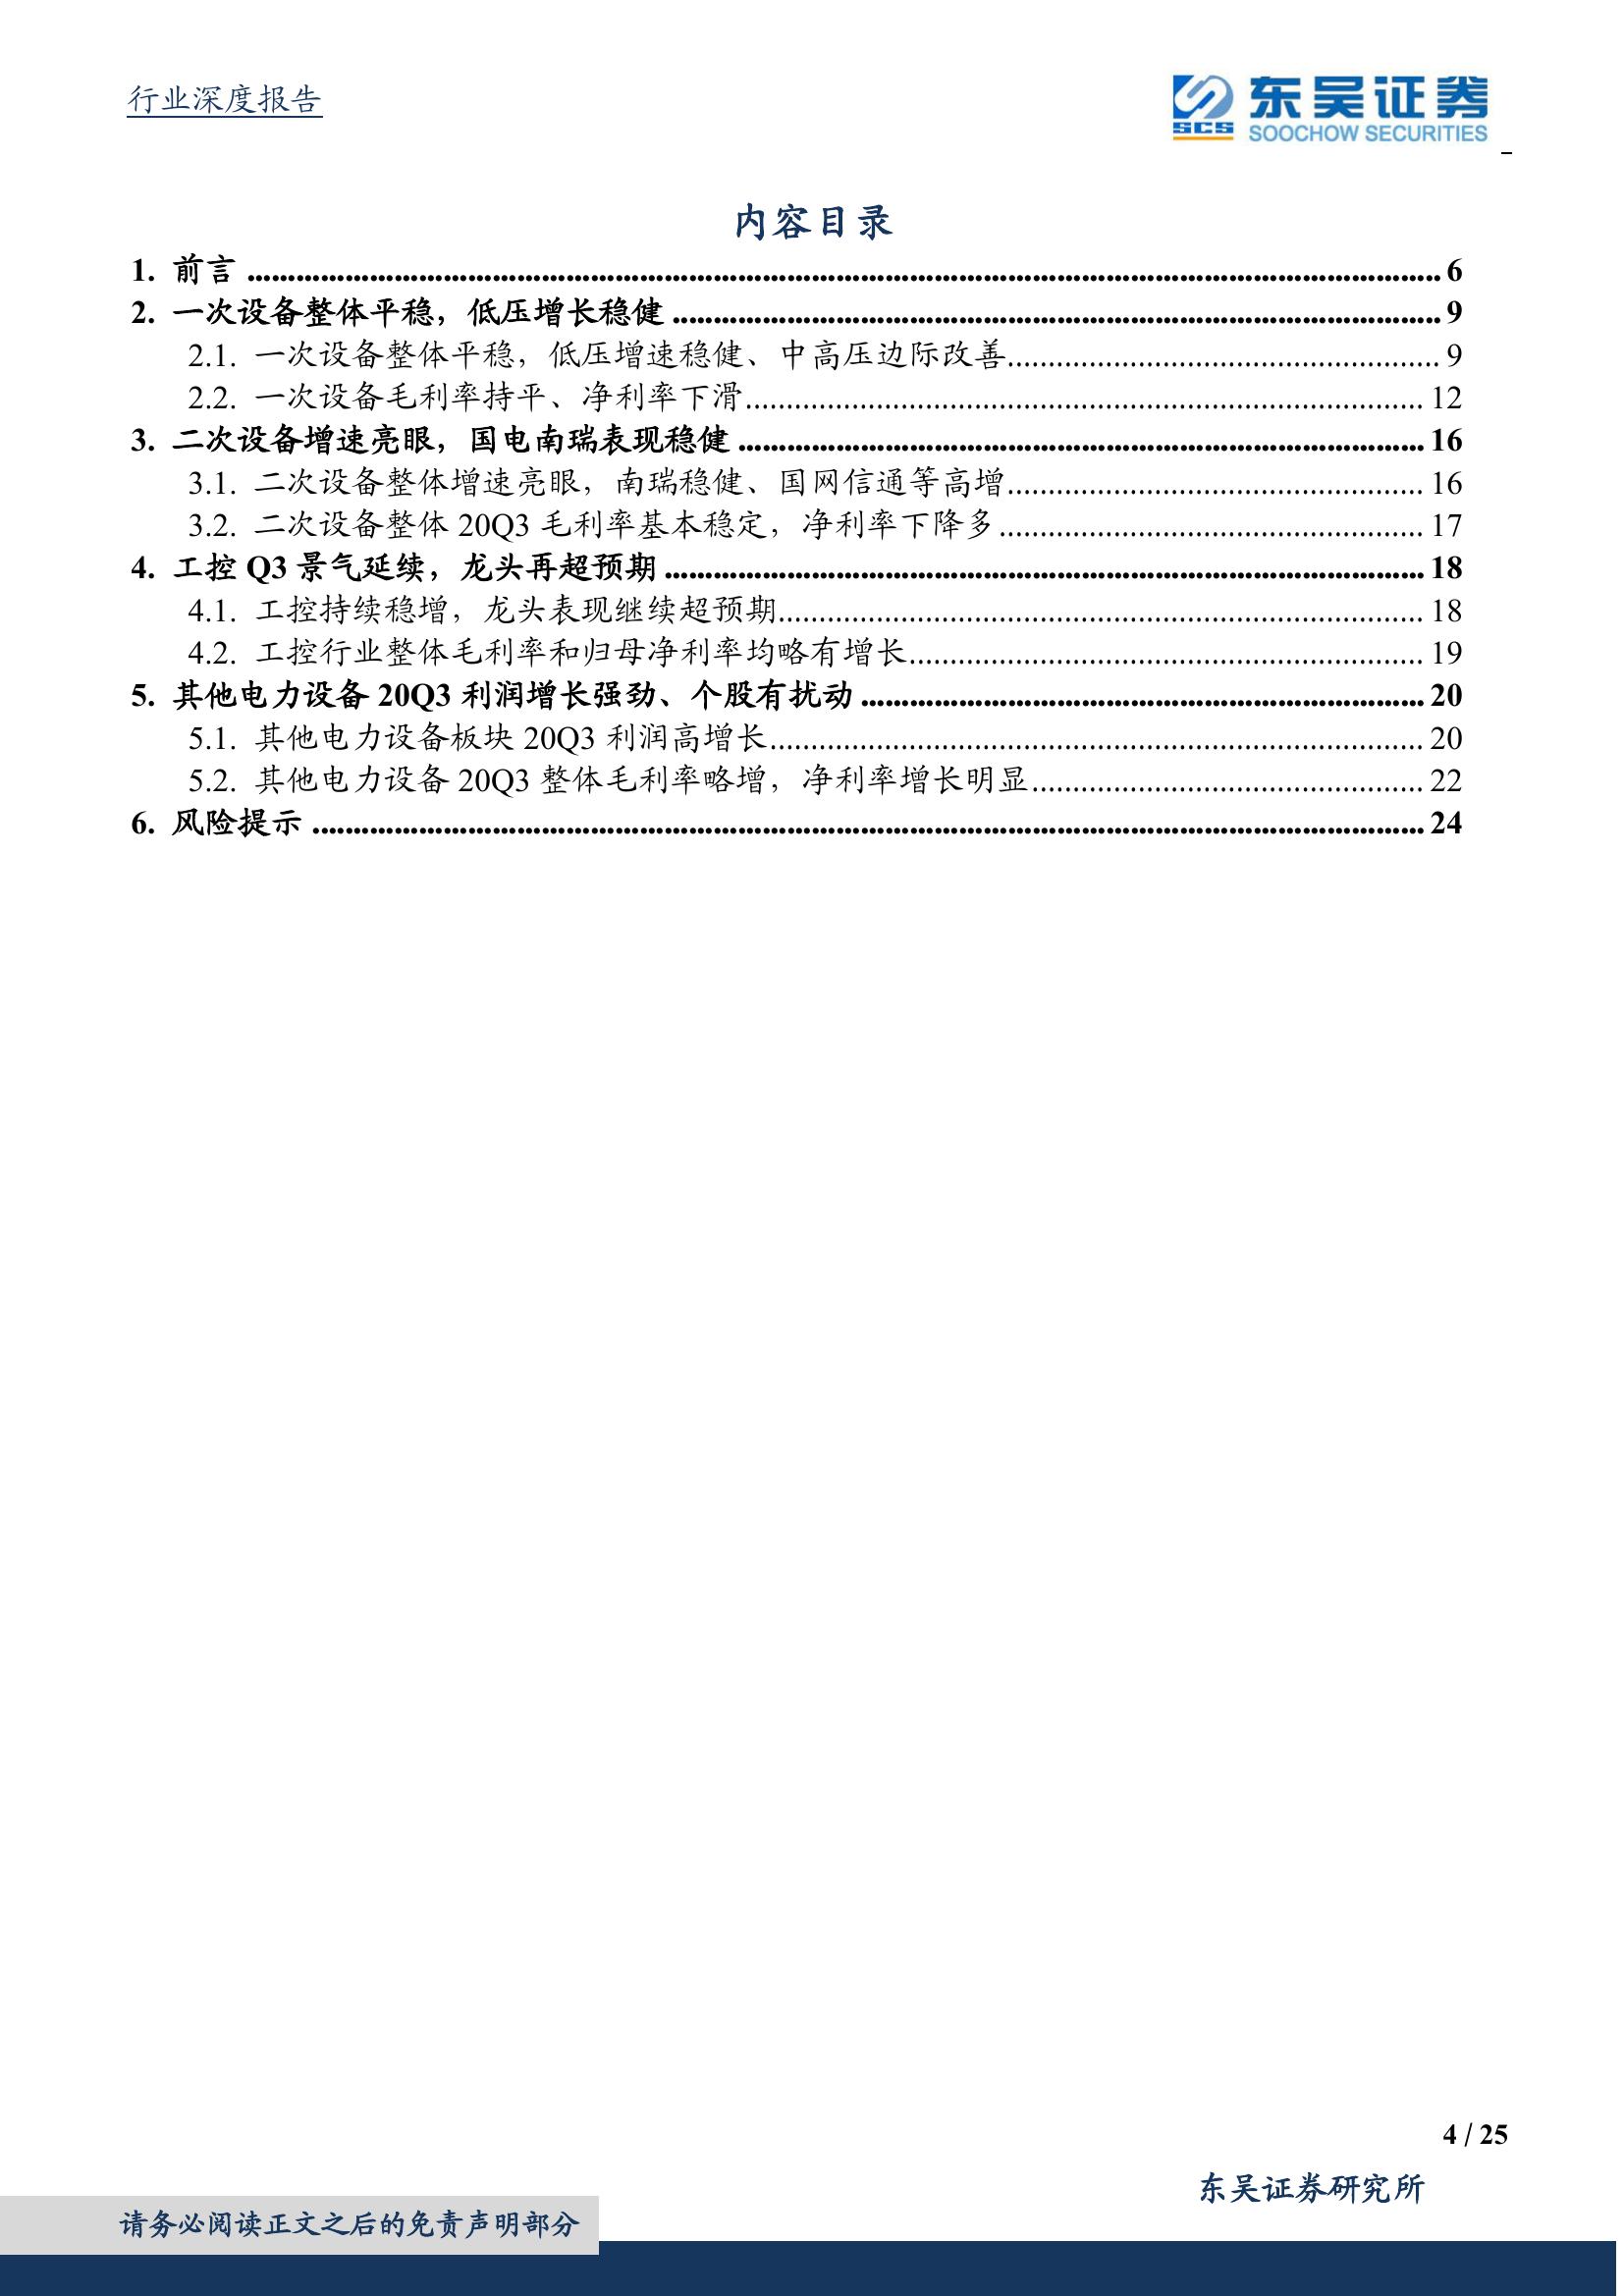 行业深度报告
SCS 东吴证券
SOOCHOW SECURITIES
内容目录
1. 前言 ........ 6
2. 一次设备整体平稳，低压增长稳健 ........ 9
2.1. 一次设备整体平稳，低压增速稳健、中高压边际改善 ........ 9
2.2. 一次设备毛利率持平、净利率下滑 ........ 12
3. 二次设备增速亮眼，国电南瑞表现稳健 ........ 16
3.1. 二次设备整体增速亮眼，南瑞稳健、国网信通等高增 ........ 16
3.2. 二次设备整体 20Q3 毛利率基本稳定，净利率下降多 ........ 17
4. 工控 Q3 景气延续，龙头再超预期 ........ 18
4.1. 工控持续稳增，龙头表现继续超预期 ........ 18
4.2. 工控行业整体毛利率和归母净利率均略有增长 ........ 19
5. 其他电力设备 20Q3 利润增长强劲、个股有扰动 ........ 20
5.1. 其他电力设备板块 20Q3 利润高增长 ........ 20
5.2. 其他电力设备 20Q3 整体毛利率略增，净利率增长明显 ........ 22
6. 风险提示 ........ 24
4 / 25
东吴证券研究所
请务必阅读正文之后的免责声明部分